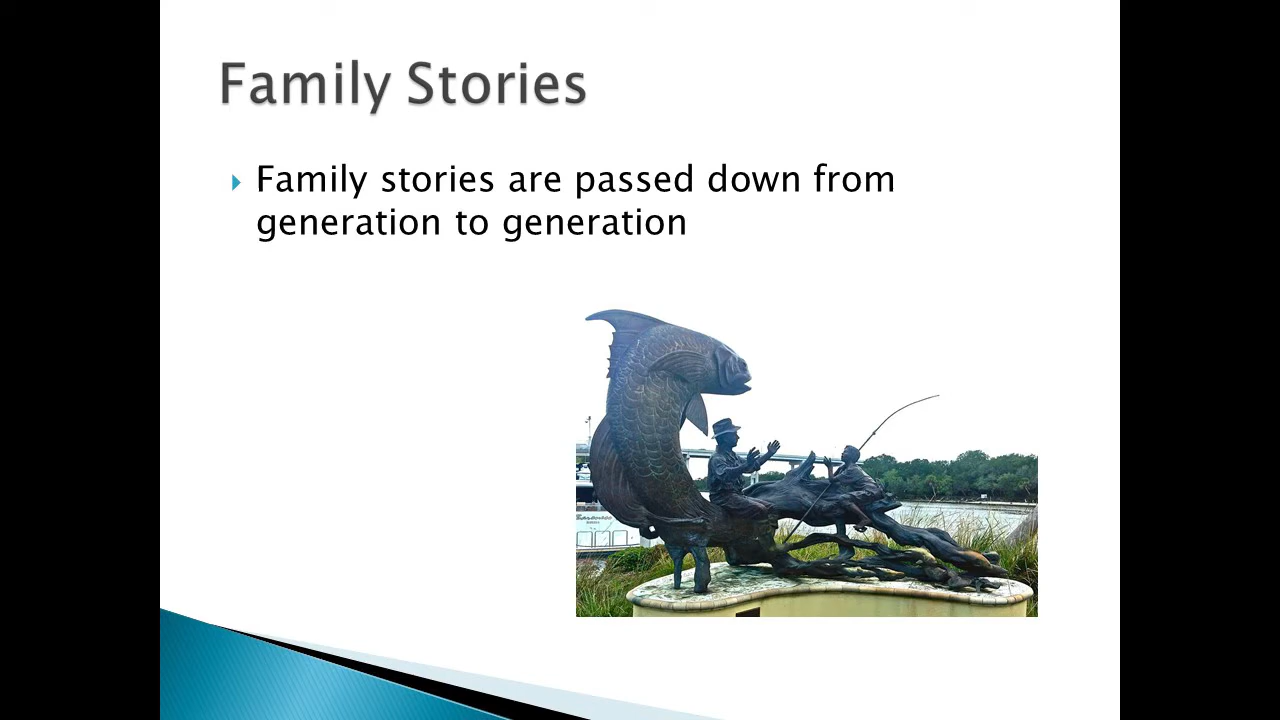 Family Stories
Family stories are passed down from
generation to generation